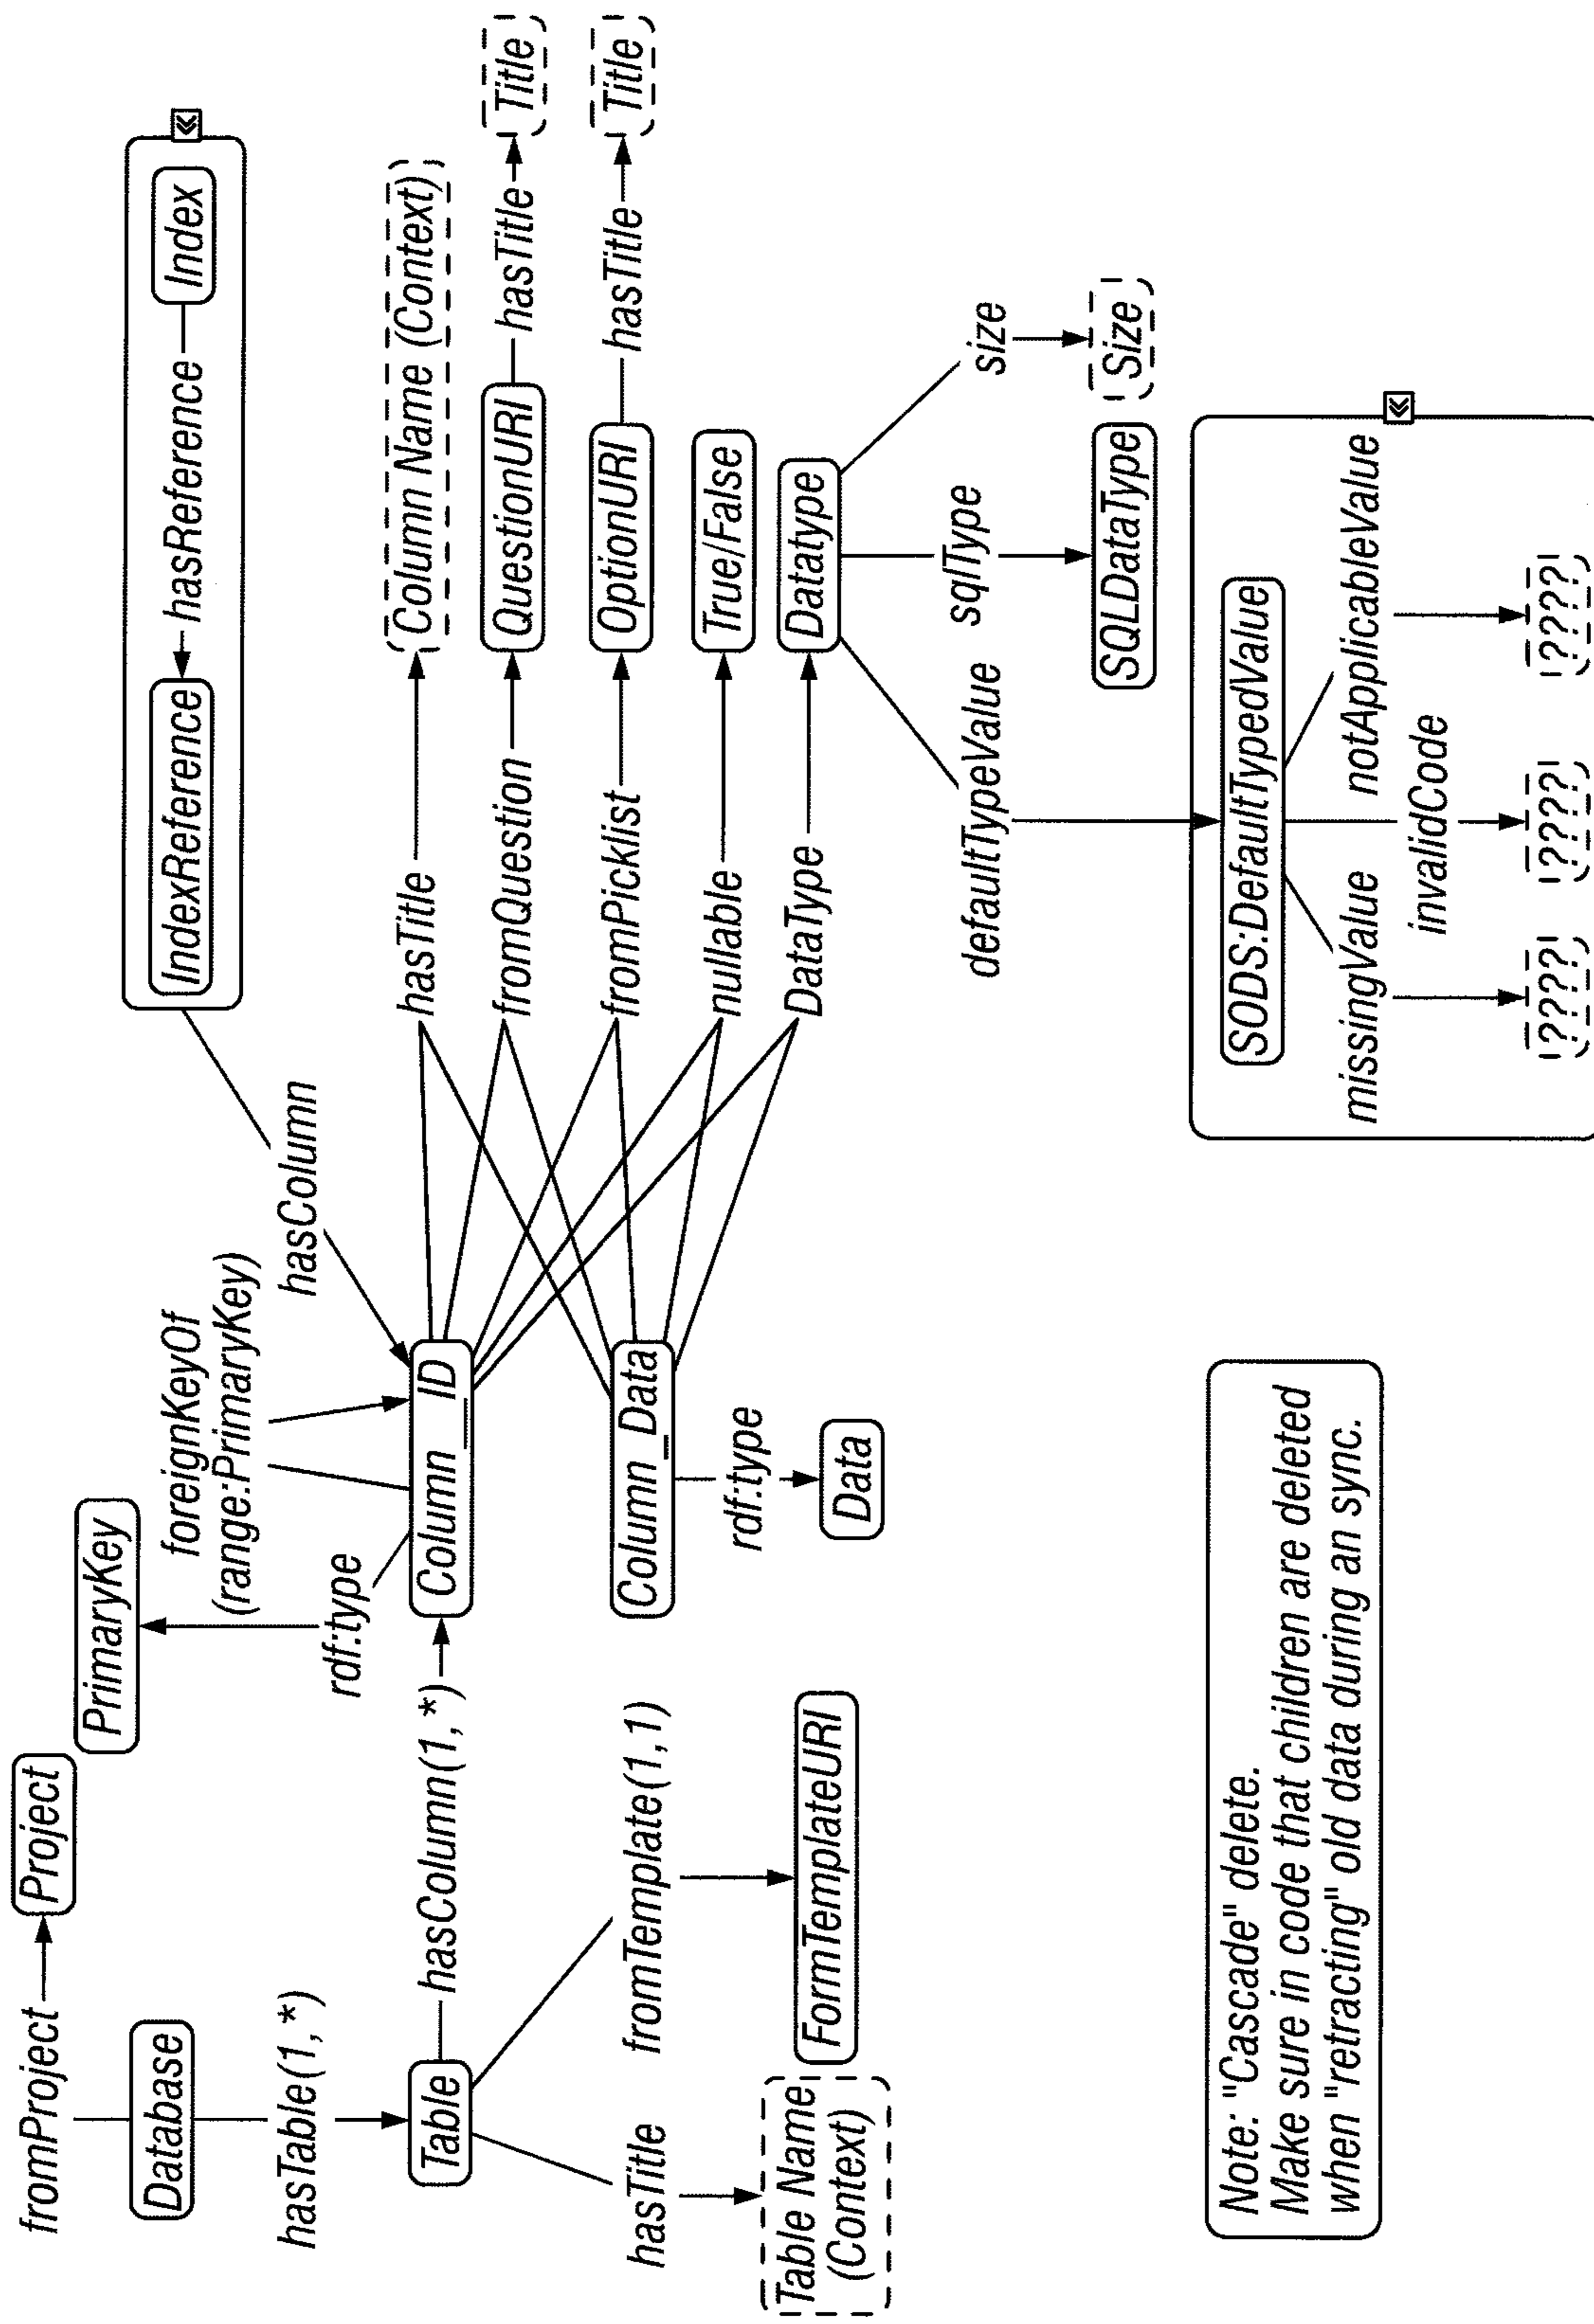 fromProject
Project
PrimaryKey
Database
hasTable(1,*)
Table
hasColumn(1,*)
hasTitle
Table Name
(Context)
fromTemplate(1,1)
FormTemplateURI
rdf:type
foreignKeyOf
(range:PrimaryKey)
hasColumn
Column_ID
Column_Data
rdf:type
Data
IndexReference
hasReference
Index
hasTitle
Column Name (Context)
fromQuestion
QuestionURI
hasTitle
Title
fromPicklist
OptionURI
hasTitle
Title
nullable
True/False
DataType
Datatype
defaultTypeValue
sqlType
size
SQLDataType
Size
SODS:DefaultTypedValue
missingValue
invalidCode
notApplicableValue
????
????
????
Note: "Cascade" delete.
Make sure in code that children are deleted
when "retracting" old data during an sync.